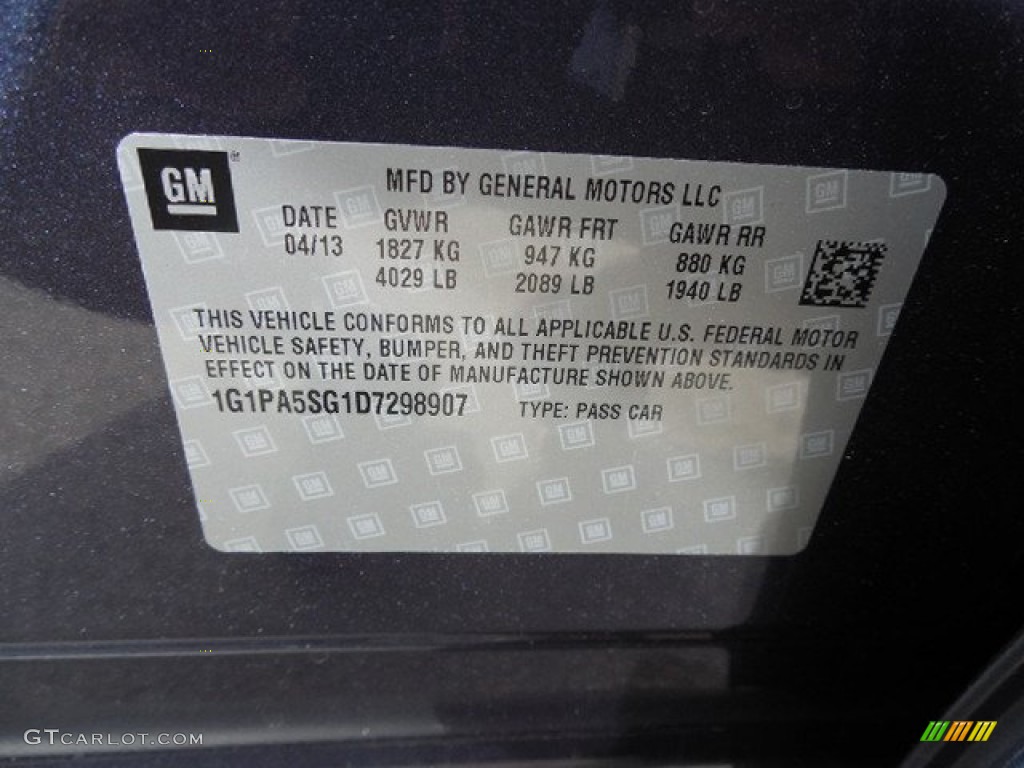 GM
MFD BY GENERAL MOTORS LLC
DATE GVWR GAWR FRT GAWR RR
04/13 1827 KG 947 KG 880 KG
4029 LB 2089 LB 1940 LB
THIS VEHICLE CONFORMS TO ALL APPLICABLE U.S. FEDERAL MOTOR
VEHICLE SAFETY, BUMPER, AND THEFT PREVENTION STANDARDS IN
EFFECT ON THE DATE OF MANUFACTURE SHOWN ABOVE.
1G1PA5SG1D7298907 TYPE: PASS CAR
GTCARLOT.COM